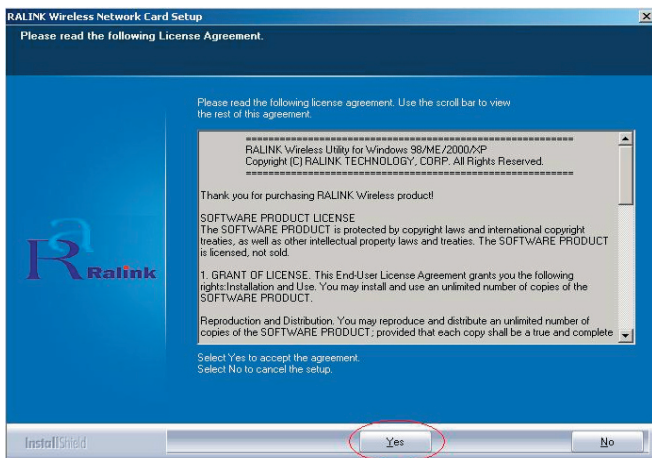 RALINK Wireless Network Card Setup
Please read the following License Agreement.
Please read the following license agreement. Use the scroll bar to view
the rest of this agreement.
============================================================
RALINK Wireless Utility for Windows 98/ME/2000/XP
Copyright (C) RALINK TECHNOLOGY, CORP. All Rights Reserved.
============================================================
Thank you for purchasing RALINK Wireless product!
SOFTWARE PRODUCT LICENSE
The SOFTWARE PRODUCT is protected by copyright laws and international copyright
treaties, as well as other intellectual property laws and treaties. The SOFTWARE PRODUCT
is licensed, not sold.
1. GRANT OF LICENSE. This End-User License Agreement grants you the following
rights:Installation and Use. You may install and use an unlimited number of copies of the
SOFTWARE PRODUCT.
Reproduction and Distribution. You may reproduce and distribute an unlimited number of
copies of the SOFTWARE PRODUCT; provided that each copy shall be a true and complete
Ralink
Select Yes to accept the agreement.
Select No to cancel the setup.
InstallShield
Yes
No